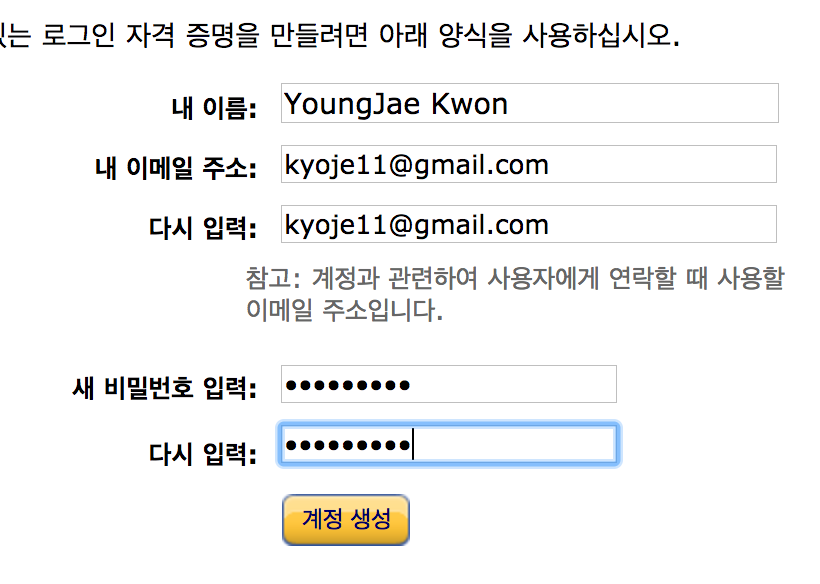 는 로그인 자격 증명을 만들려면 아래 양식을 사용하십시오.
내 이름: YoungJae Kwon
내 이메일 주소: kyoje11@gmail.com
다시 입력: kyoje11@gmail.com
참고: 계정과 관련하여 사용자에게 연락할 때 사용할
이메일 주소입니다.
새 비밀번호 입력: •••••••••
다시 입력: •••••••••
계정 생성